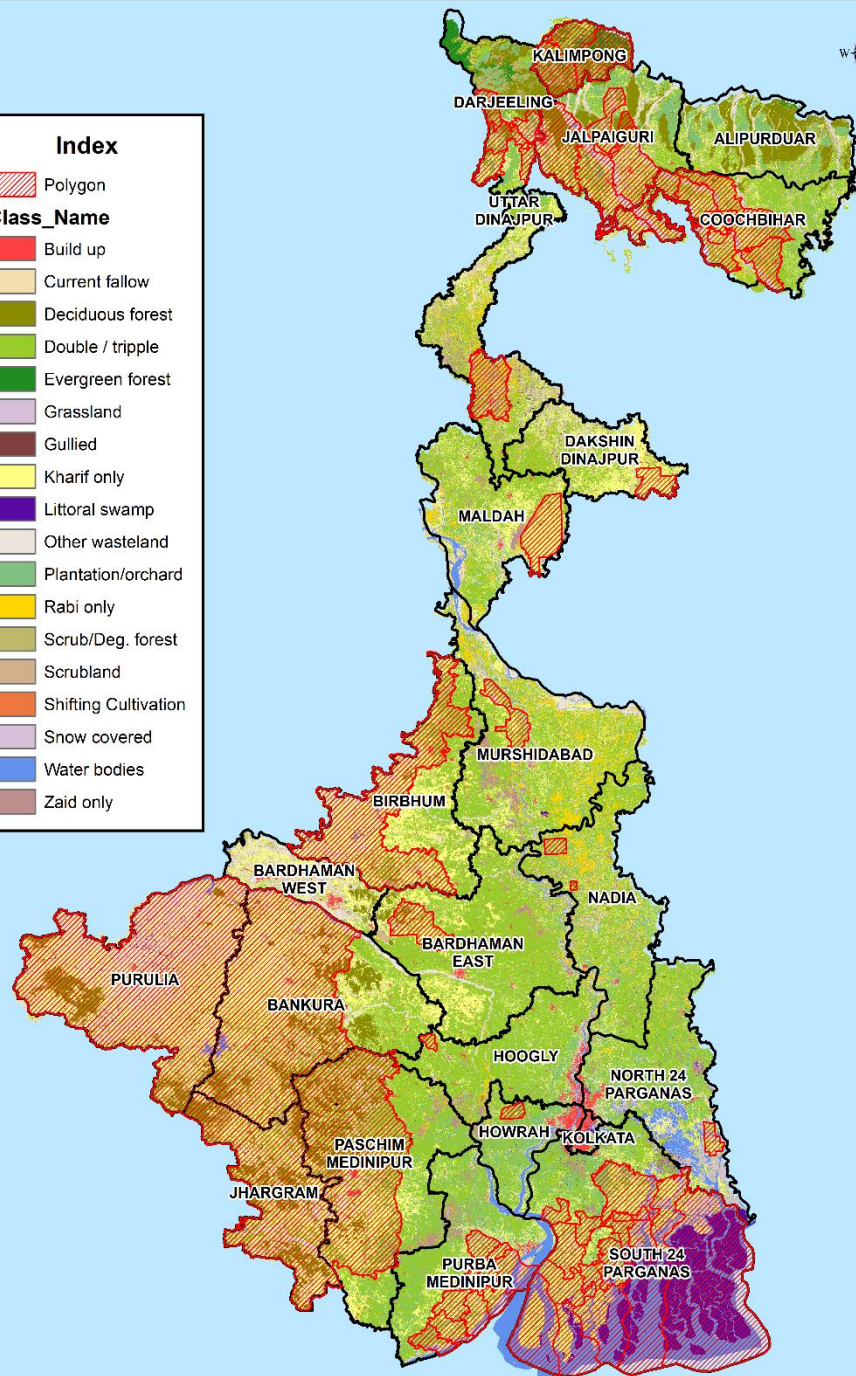 W
Index
Polygon
Class_Name
Build up
Current fallow
Deciduous forest
Double / tripple
Evergreen forest
Grassland
Gullied
Kharif only
Littoral swamp
Other wasteland
Plantation/orchard
Rabi only
Scrub/Deg. forest
Scrubland
Shifting Cultivation
Snow covered
Water bodies
Zaid only
KALIMPONG
DARJEELING
JALPAIGURI
ALIPURDUAR
UTTAR
DINAJPUR
COOCHBIHAR
DAKSHIN
DINAJPUR
MALDAH
MURSHIDABAD
BIRBHUM
BARDHAMAN
WEST
NADIA
BARDHAMAN
EAST
PURULIA
BANKURA
HOOGLY
NORTH 24
PARGANAS
HOWRAH
KOLKATA
PASCHIM
MEDINIPUR
JHARGRAM
SOUTH 24
PARGANAS
PURBA
MEDINIPUR